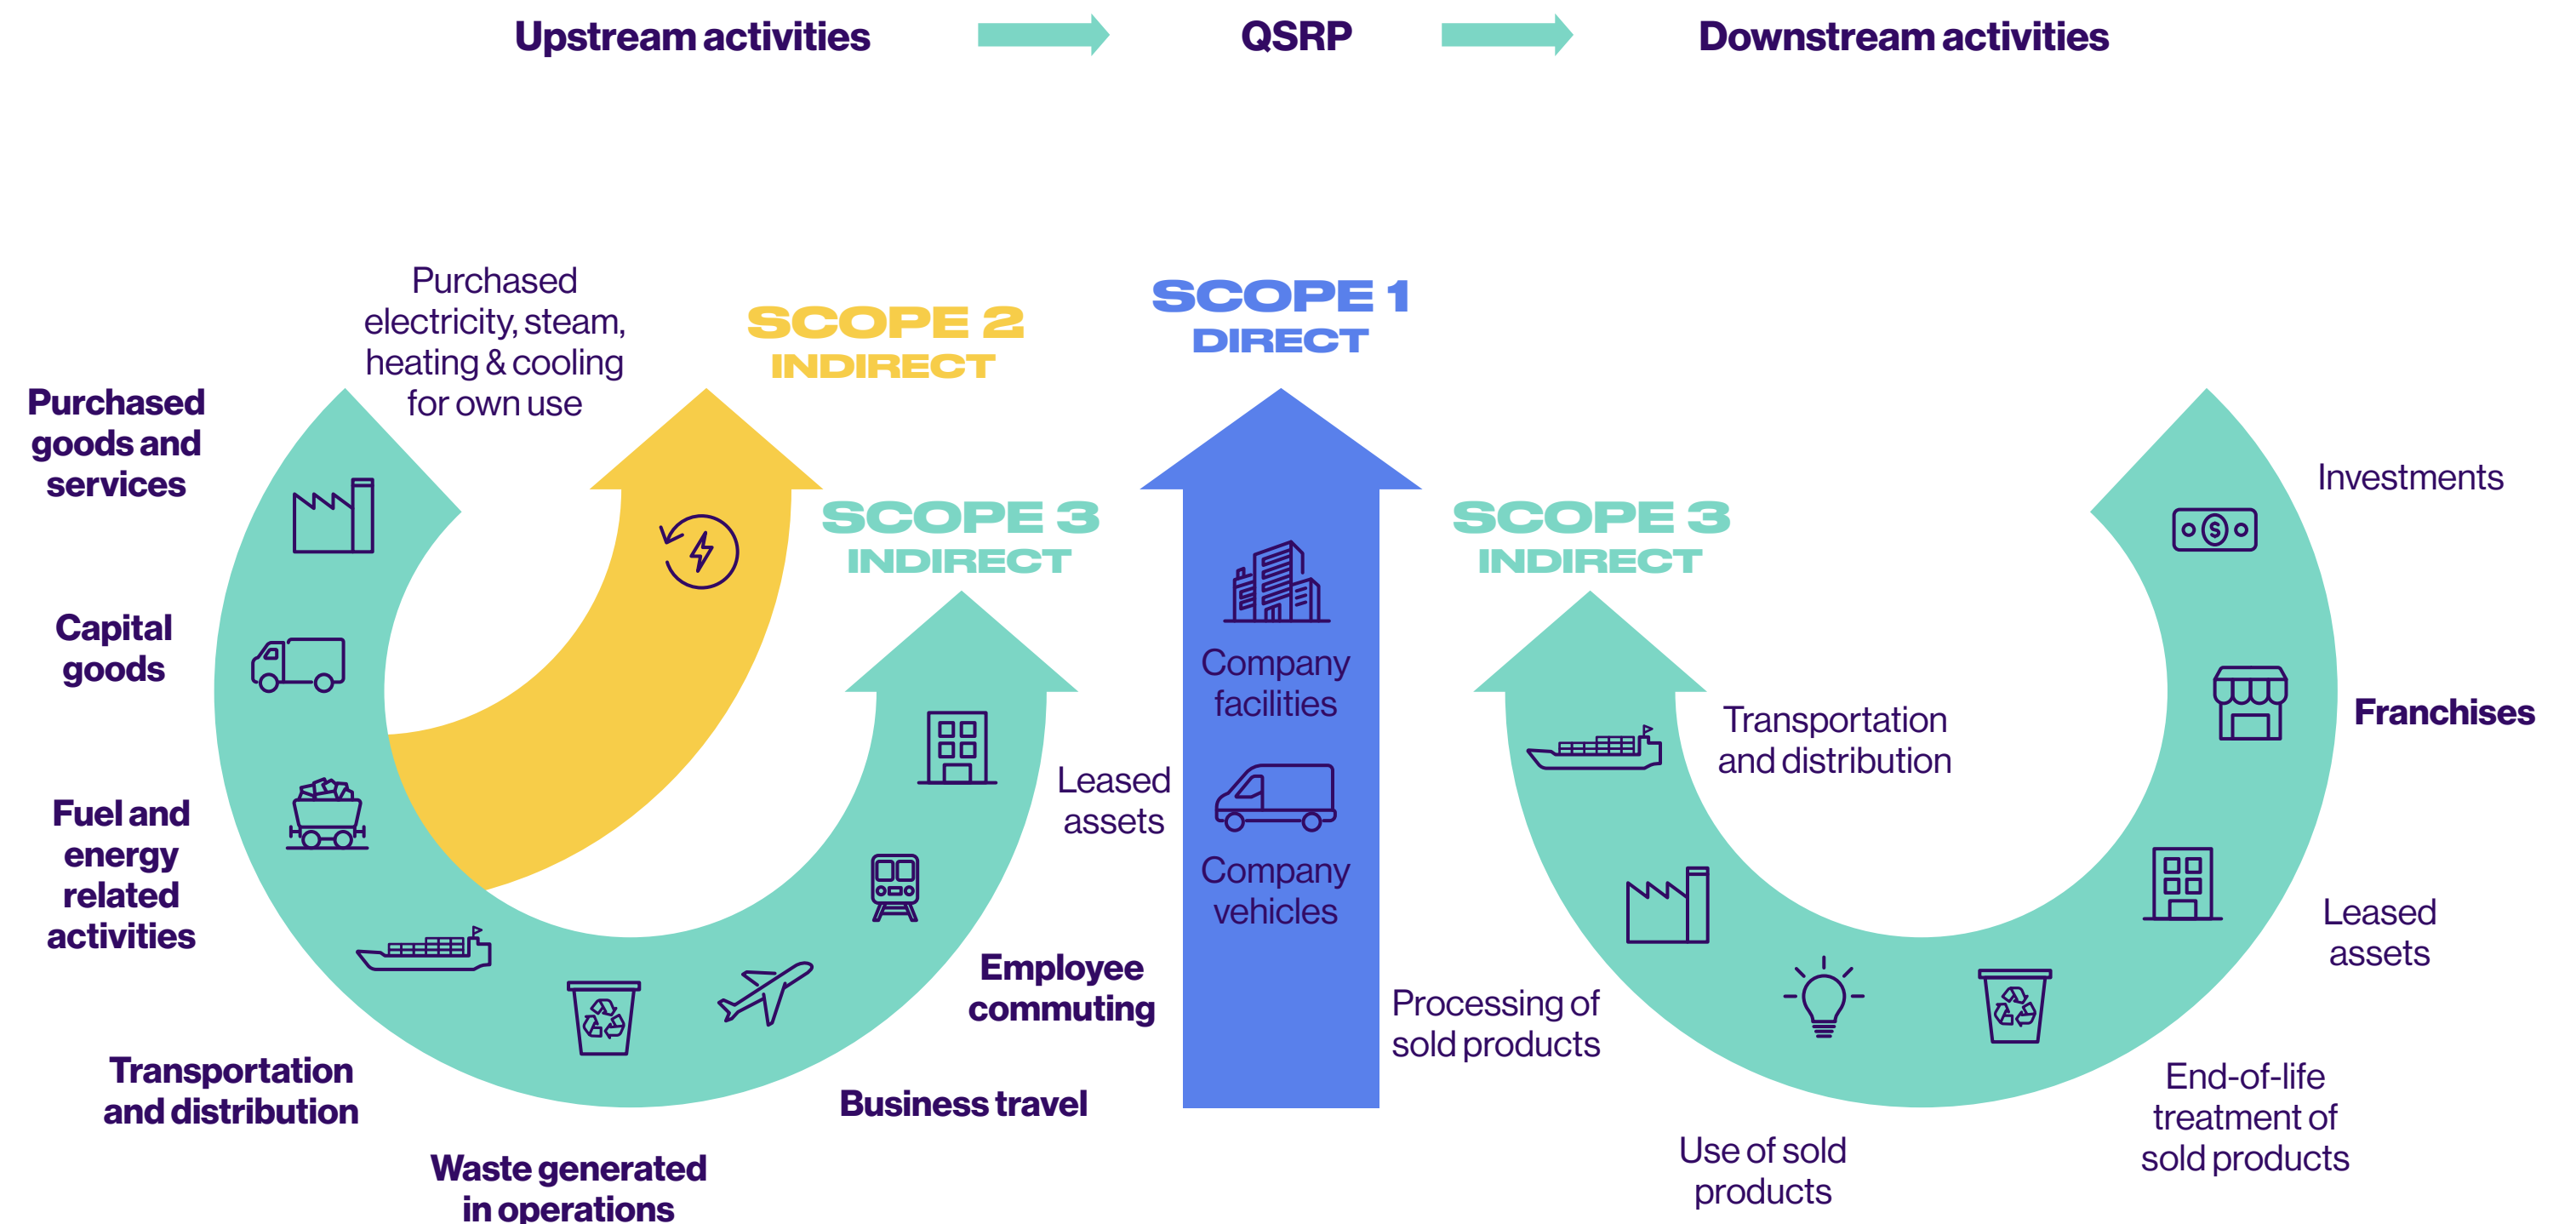 Upstream activities
QSRP
Downstream activities
Purchased
electricity, steam,
heating & cooling
for own use
SCOPE 2
INDIRECT
SCOPE 1
DIRECT
Purchased
goods and
services
Capital
goods
Fuel and
energy
related
activities
Transportation
and distribution
Waste generated
in operations
Business travel
Employee
commuting
Leased
assets
SCOPE 3
INDIRECT
Company
facilities
Company
vehicles
SCOPE 3
INDIRECT
Transportation
and distribution
Processing of
sold products
Use of sold
products
End-of-life
treatment of
sold products
Leased
assets
Franchises
Investments
$